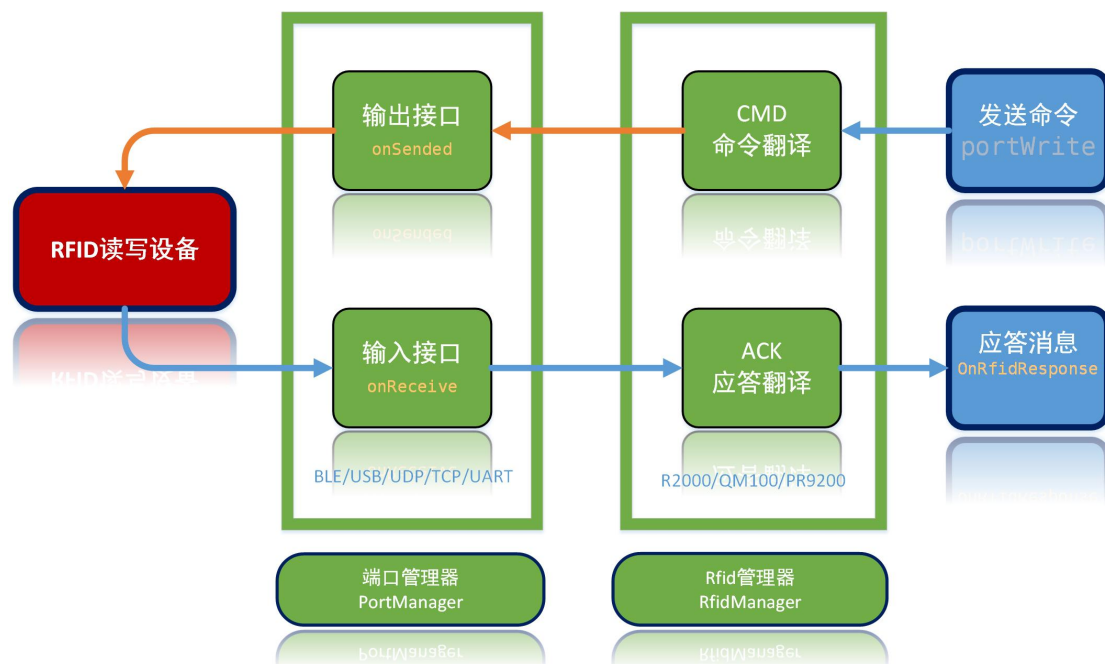 输出接口
onSended
CMD
命令翻译
发送命令
portWrite
RFID读写设备
输入接口
onReceive
ACK
应答翻译
应答消息
OnRfidResponse
BLE/USB/UDP/TCP/UART
R2000/QM100/PR9200
端口管理器
PortManager
Rfid管理器
RfidManager